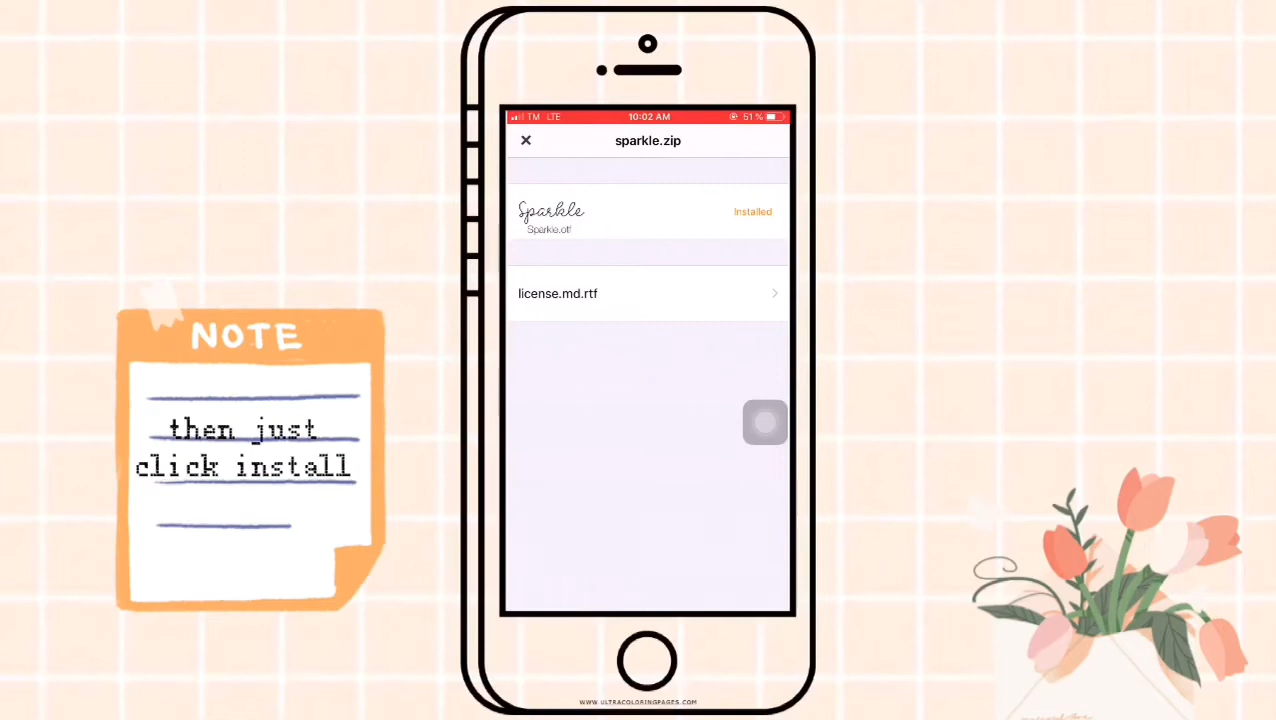 TM LTE 10:02 AM 51%
sparkle.zip
Sparkle Installed
Sparkle.otf
license.md.rtf
NOTE
then just
click install
WWW.ULTRACOLORINGPAGES.COM